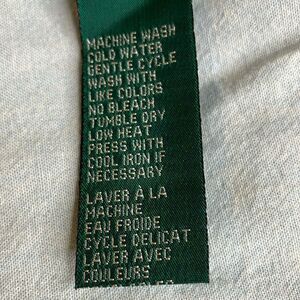 MACHINE WASH
COLD WATER
GENTLE CYCLE
WASH WITH
LIKE COLORS
NO BLEACH
TUMBLE DRY
LOW HEAT
PRESS WITH
COOL IRON IF
NECESSARY
LAVER À LA
MACHINE
EAU FROIDE
CYCLE DELICAT
LAVER AVEC
COULEURS